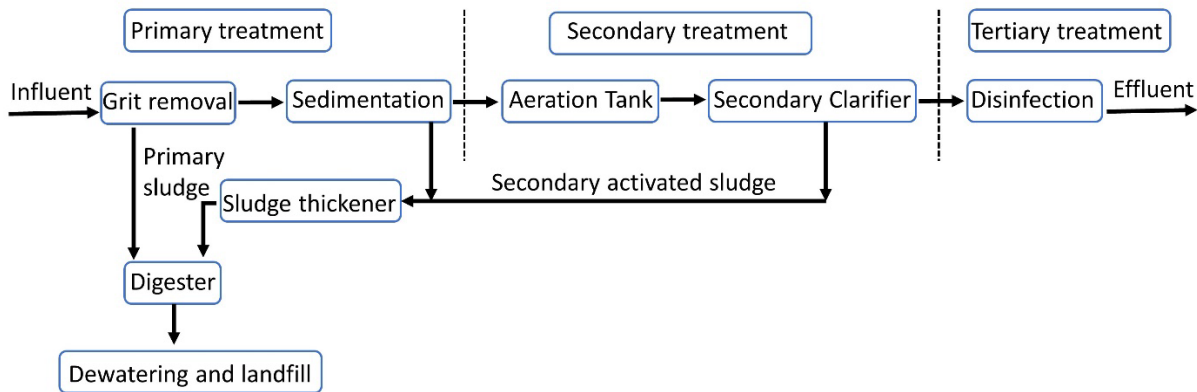 Primary treatment
Secondary treatment
Tertiary treatment
Influent
Grit removal
Sedimentation
Aeration Tank
Secondary Clarifier
Disinfection
Effluent
Primary
sludge
Secondary activated sludge
Sludge thickener
Digester
Dewatering and landfill